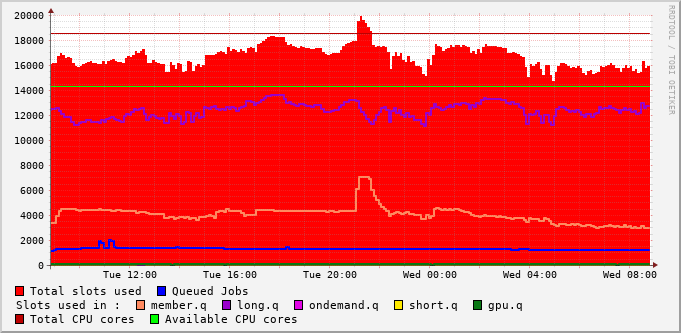 20000
18000
16000
14000
12000
10000
8000
6000
4000
2000
0
Tue 12:00 Tue 16:00 Tue 20:00 Wed 00:00 Wed 04:00 Wed 08:00
RRDTOOL / TOBI OETIKER
Total slots used Queued Jobs
Slots used in : member.q long.q ondemand.q short.q gpu.q
Total CPU cores Available CPU cores